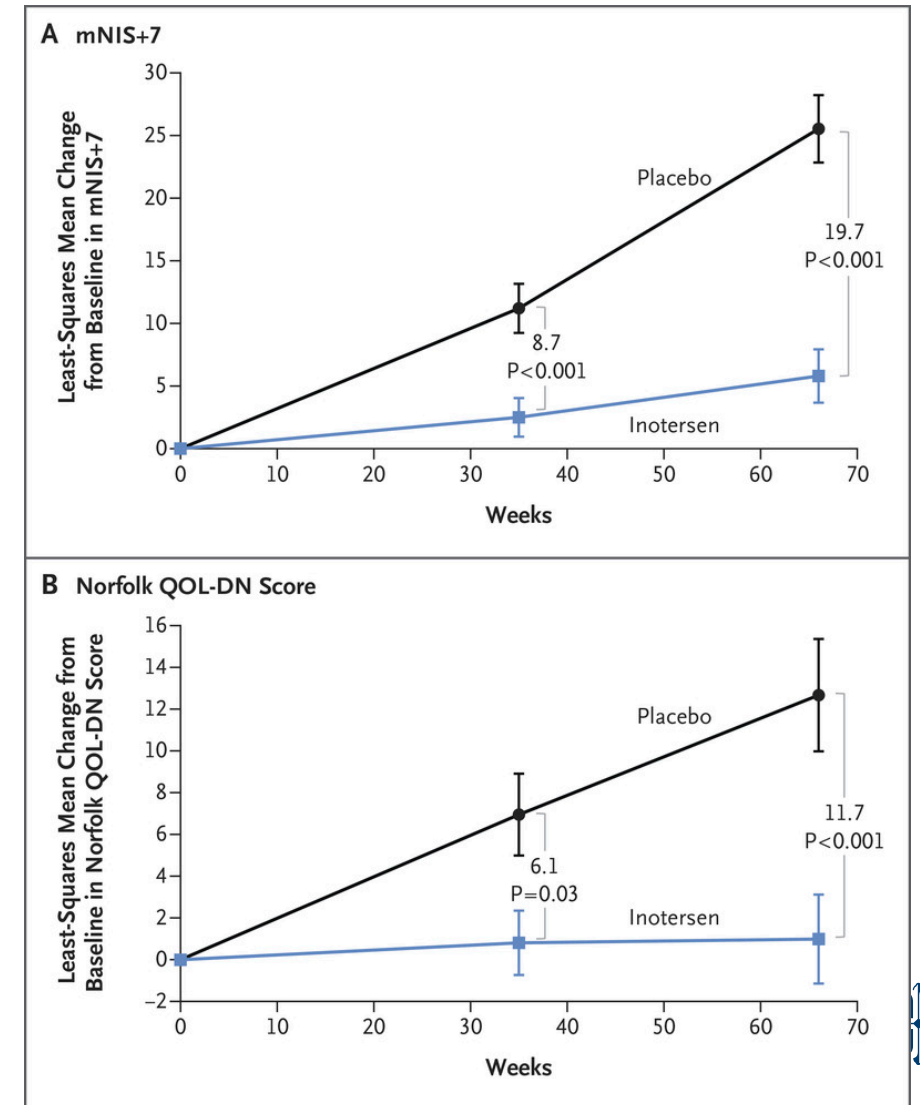 A mNIS+7
Least-Squares Mean Change
from Baseline in mNIS+7
30
25
20
15
10
5
0
Placebo
19.7
P<0.001
8.7
P<0.001
Inotersen
0 10 20 30 40 50 60 70
Weeks
B Norfolk QOL-DN Score
Least-Squares Mean Change from
Baseline in Norfolk QOL-DN Score
16
14
12
10
8
6
4
2
0
−2
Placebo
11.7
P<0.001
6.1
P=0.03
Inotersen
0 10 20 30 40 50 60 70
Weeks